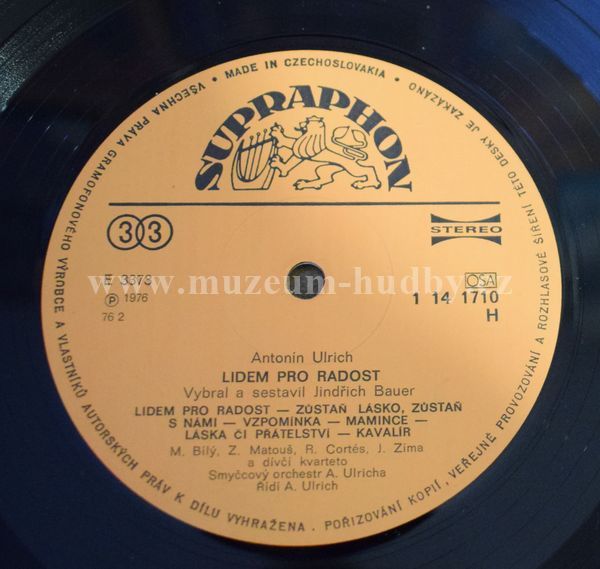 VŠECHNA PRÁVA GRAMOFONOVÉHO VÝROBCE A VLASTNÍKŮ AUTORSKÝCH PRÁV K DÍLU VYHRAŽENA . POŘIZOVÁNÍ KOPIÍ, VEŘEJNÉ PROVOZOVÁNÍ A ROZHLASOVÉ ŠÍŘENÍ TÉTO DESKY JE ZAKÁZÁNO
• MADE IN CZECHOSLOVAKIA •
SUPRAPHON
33
STEREO
E 3373
Ⓟ 1976
76 2
OSA
1 14 1710
H
www.muzeum-hudby.cz
Antonín Ulrich
LIDEM PRO RADOST
Vybral a sestavil Jindřich Bauer
LIDEM PRO RADOST — ZŮSTAŇ LÁSKO, ZŮSTAŇ
S NÁMI — VZPOMÍNKA — MAMINCE —
LÁSKA ČI PŘÁTELSTVÍ — KAVALÍR
M. Bílý, Z. Matouš, R. Cortés, J. Zíma
a dívčí kvarteto
Smyčcový orchestr A. Ulricha
Řídí A. Ulrich